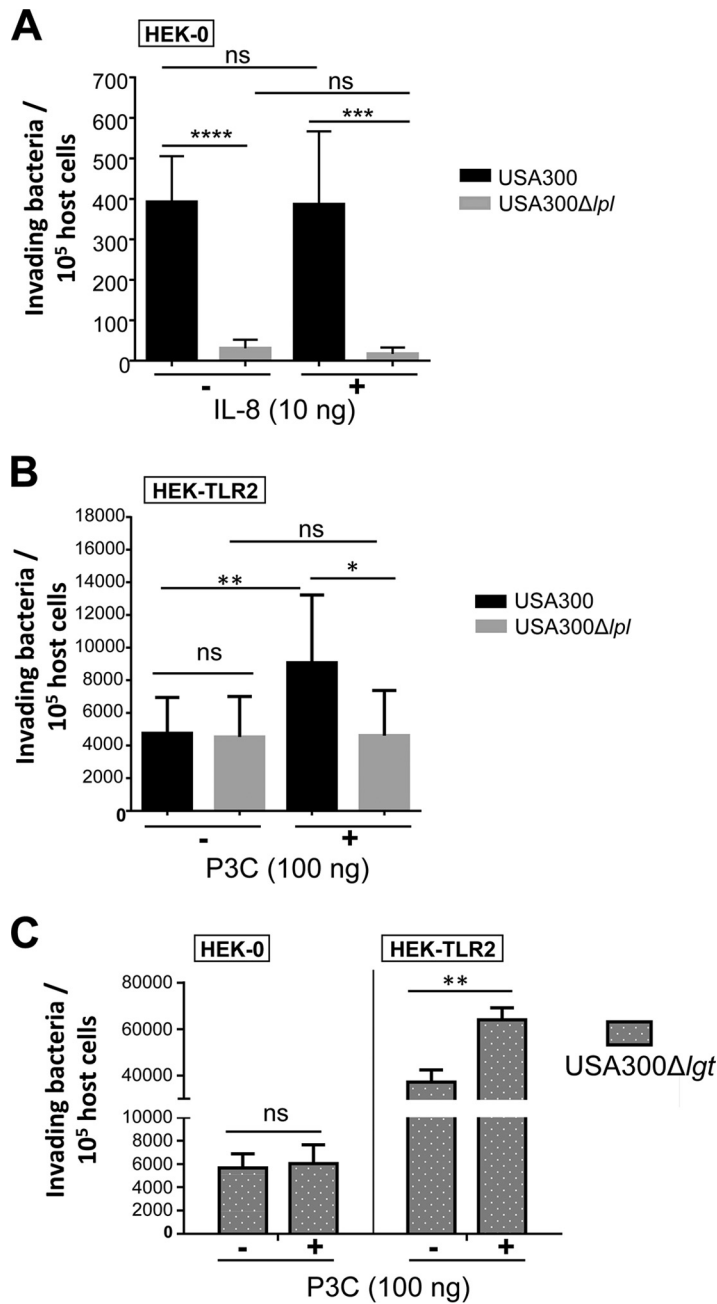 A
HEK-0
ns
ns
****
***
700
600
500
400
300
200
100
0
Invading bacteria /
10⁵ host cells
USA300
USA300Δlpl
- +
IL-8 (10 ng)
B
HEK-TLR2
ns
**
*
ns
18000
16000
14000
12000
10000
8000
6000
4000
2000
0
Invading bacteria /
10⁵ host cells
USA300
USA300Δlpl
- +
P3C (100 ng)
C
HEK-0
HEK-TLR2
**
ns
80000
60000
40000
10000
8000
6000
4000
2000
0
Invading bacteria /
10⁵ host cells
USA300Δlgt
- + - +
P3C (100 ng)